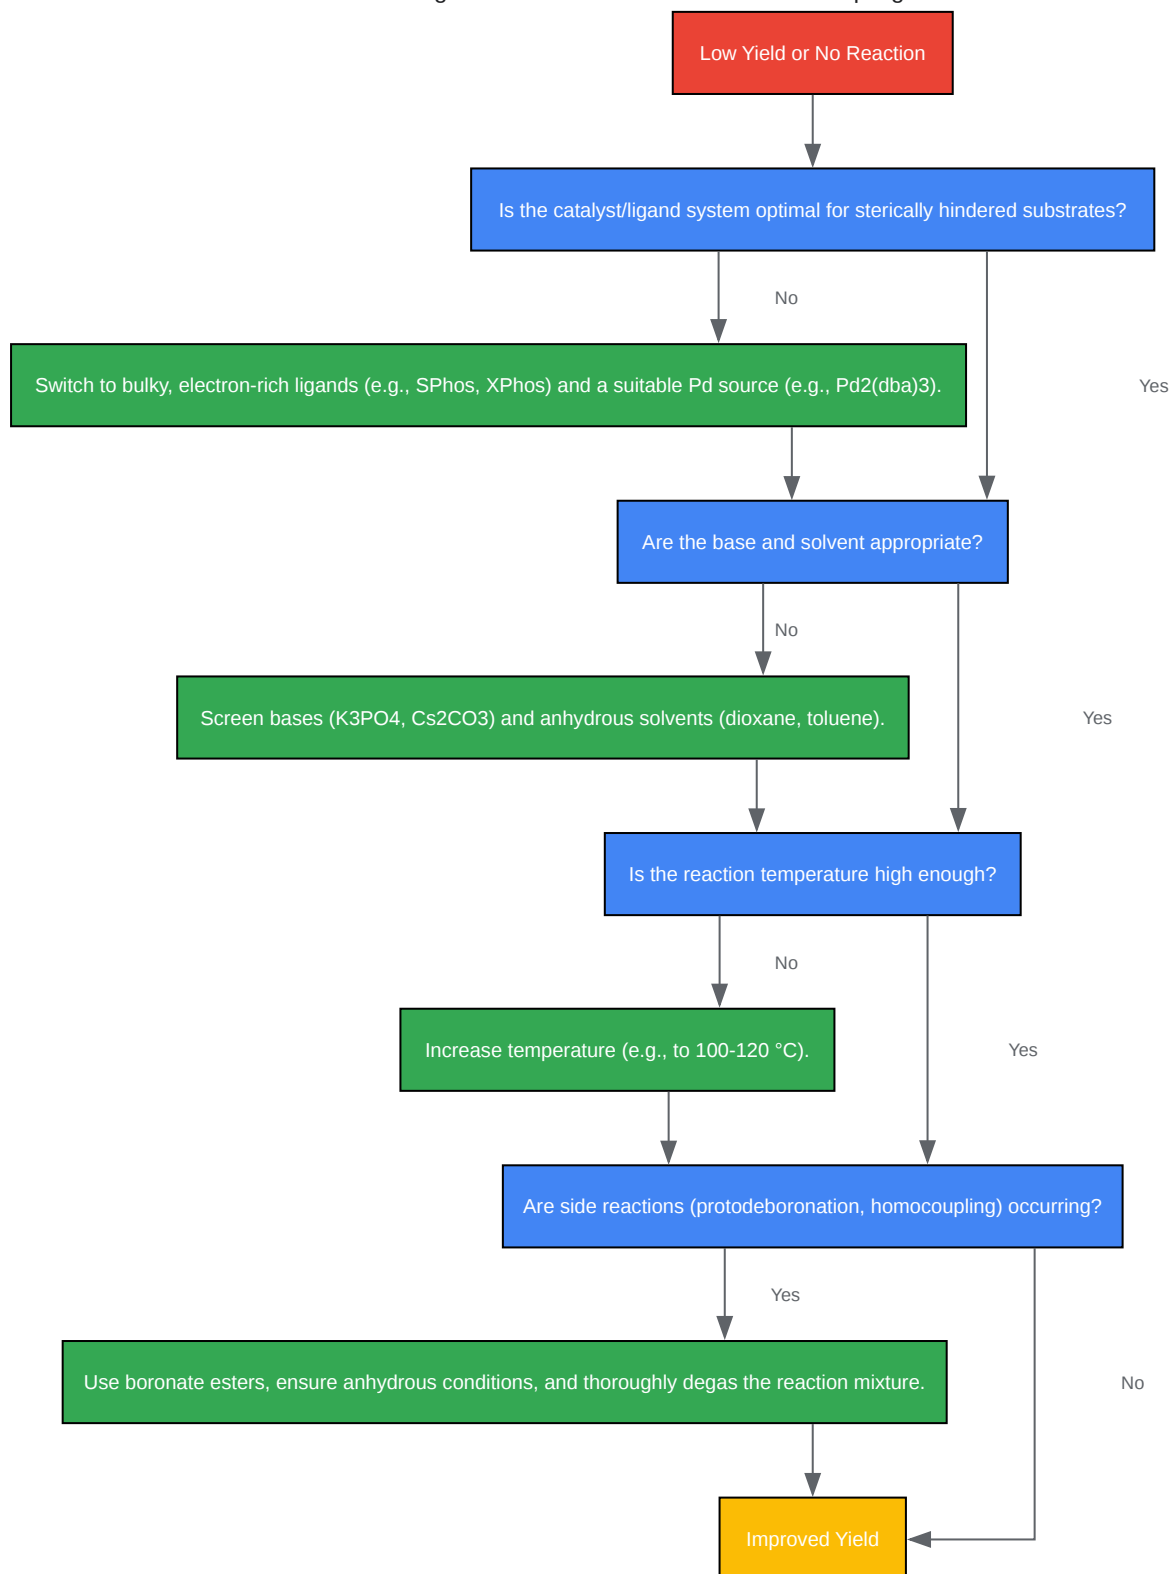 Low Yield or No Reaction
Is the catalyst/ligand system optimal for sterically hindered substrates?
No
Switch to bulky, electron-rich ligands (e.g., SPhos, XPhos) and a suitable Pd source (e.g., Pd2(dba)3).
Yes
Are the base and solvent appropriate?
No
Screen bases (K3PO4, Cs2CO3) and anhydrous solvents (dioxane, toluene).
Yes
Is the reaction temperature high enough?
No
Increase temperature (e.g., to 100-120 °C).
Yes
Are side reactions (protodeboronation, homocoupling) occurring?
Yes
Use boronate esters, ensure anhydrous conditions, and thoroughly degas the reaction mixture.
No
Improved Yield